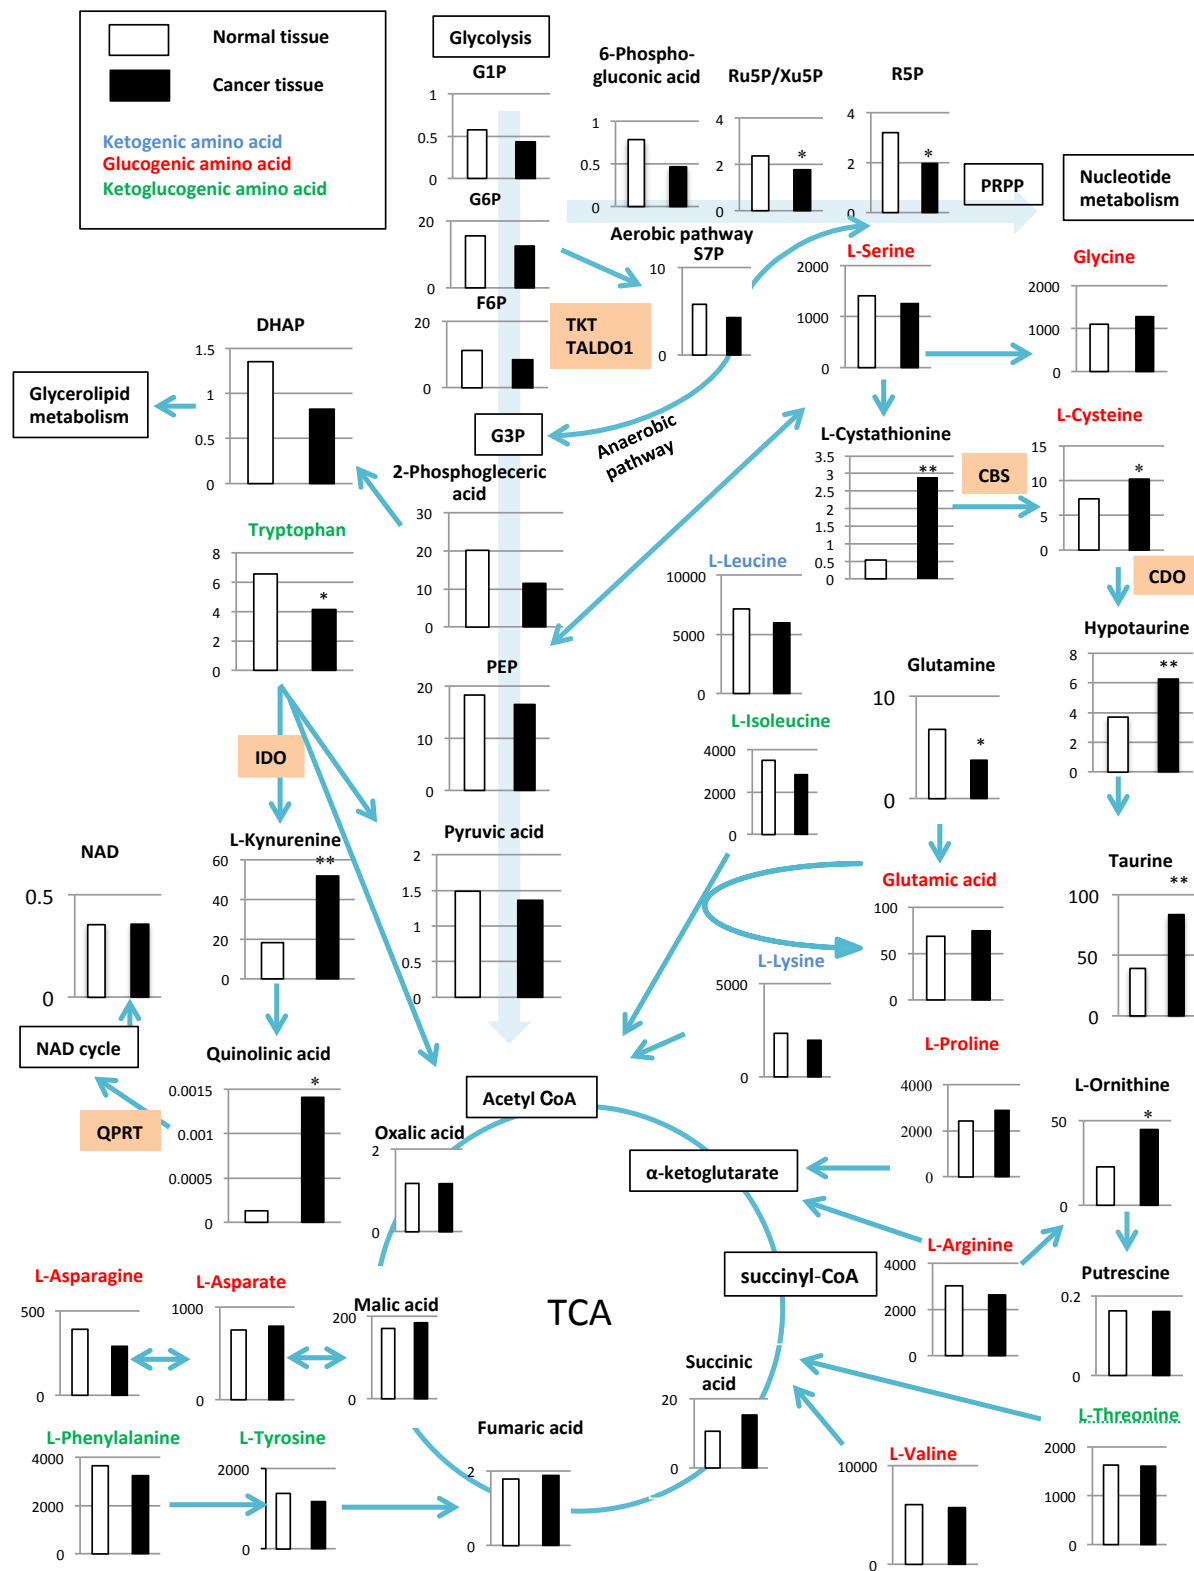 Normal tissue
Cancer tissue
Ketogenic amino acid
Glucogenic amino acid
Ketoglucogenic amino acid
Glycolysis
G1P
1
0.5
0
G6P
20
0
F6P
20
0
G3P
2-Phosphogleceric
acid
30
20
10
0
PEP
20
10
0
Pyruvic acid
2
1.5
1
0.5
0
6-Phospho-
gluconic acid
1
0.5
0
Ru5P/Xu5P
4
2
0
*
R5P
4
2
0
*
PRPP
Nucleotide
metabolism
Aerobic pathway
S7P
10
0
TKT
TALDO1
Anaerobic
pathway
DHAP
1.5
1
0.5
0
Glycerolipid
metabolism
L-Serine
2000
1000
0
Glycine
2000
1000
0
L-Cystathionine
3.5
3
2.5
2
1.5
1
0.5
0
**
CBS
L-Cysteine
15
10
5
0
*
CDO
Hypotaurine
8
6
4
2
0
**
Taurine
100
50
0
**
Tryptophan
8
6
4
2
0
*
IDO
L-Kynurenine
60
40
20
0
**
NAD
0.5
0
NAD cycle
QPRT
Quinolinic acid
0.0015
0.001
0.0005
0
*
L-Leucine
10000
5000
0
L-Isoleucine
4000
2000
0
Glutamine
10
0
*
Glutamic acid
100
50
0
L-Lysine
5000
0
L-Proline
4000
2000
0
L-Ornithine
50
0
*
Acetyl CoA
Oxalic acid
2
0
α-ketoglutarate
succinyl-CoA
L-Arginine
4000
2000
0
Putrescine
0.2
0
TCA
L-Asparagine
500
0
L-Asparate
1000
0
Malic acid
200
0
Succinic
acid
20
0
Fumaric acid
2
0
L-Phenylalanine
4000
2000
0
L-Tyrosine
2000
0
L-Valine
10000
0
L-Threonine
2000
1000
0